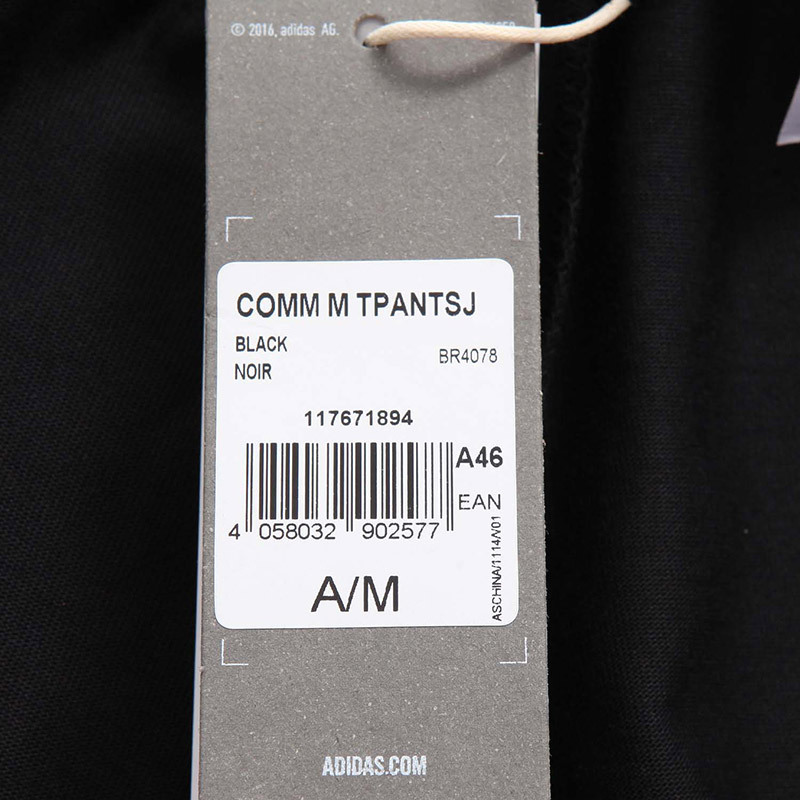 © 2016, adidas AG.
COMM M TPANTSJ
BLACK
NOIR
BR4078
117671894
A46
EAN
4 058032 902577
A/M
ASCHINA/1114/V01
ADIDAS.COM